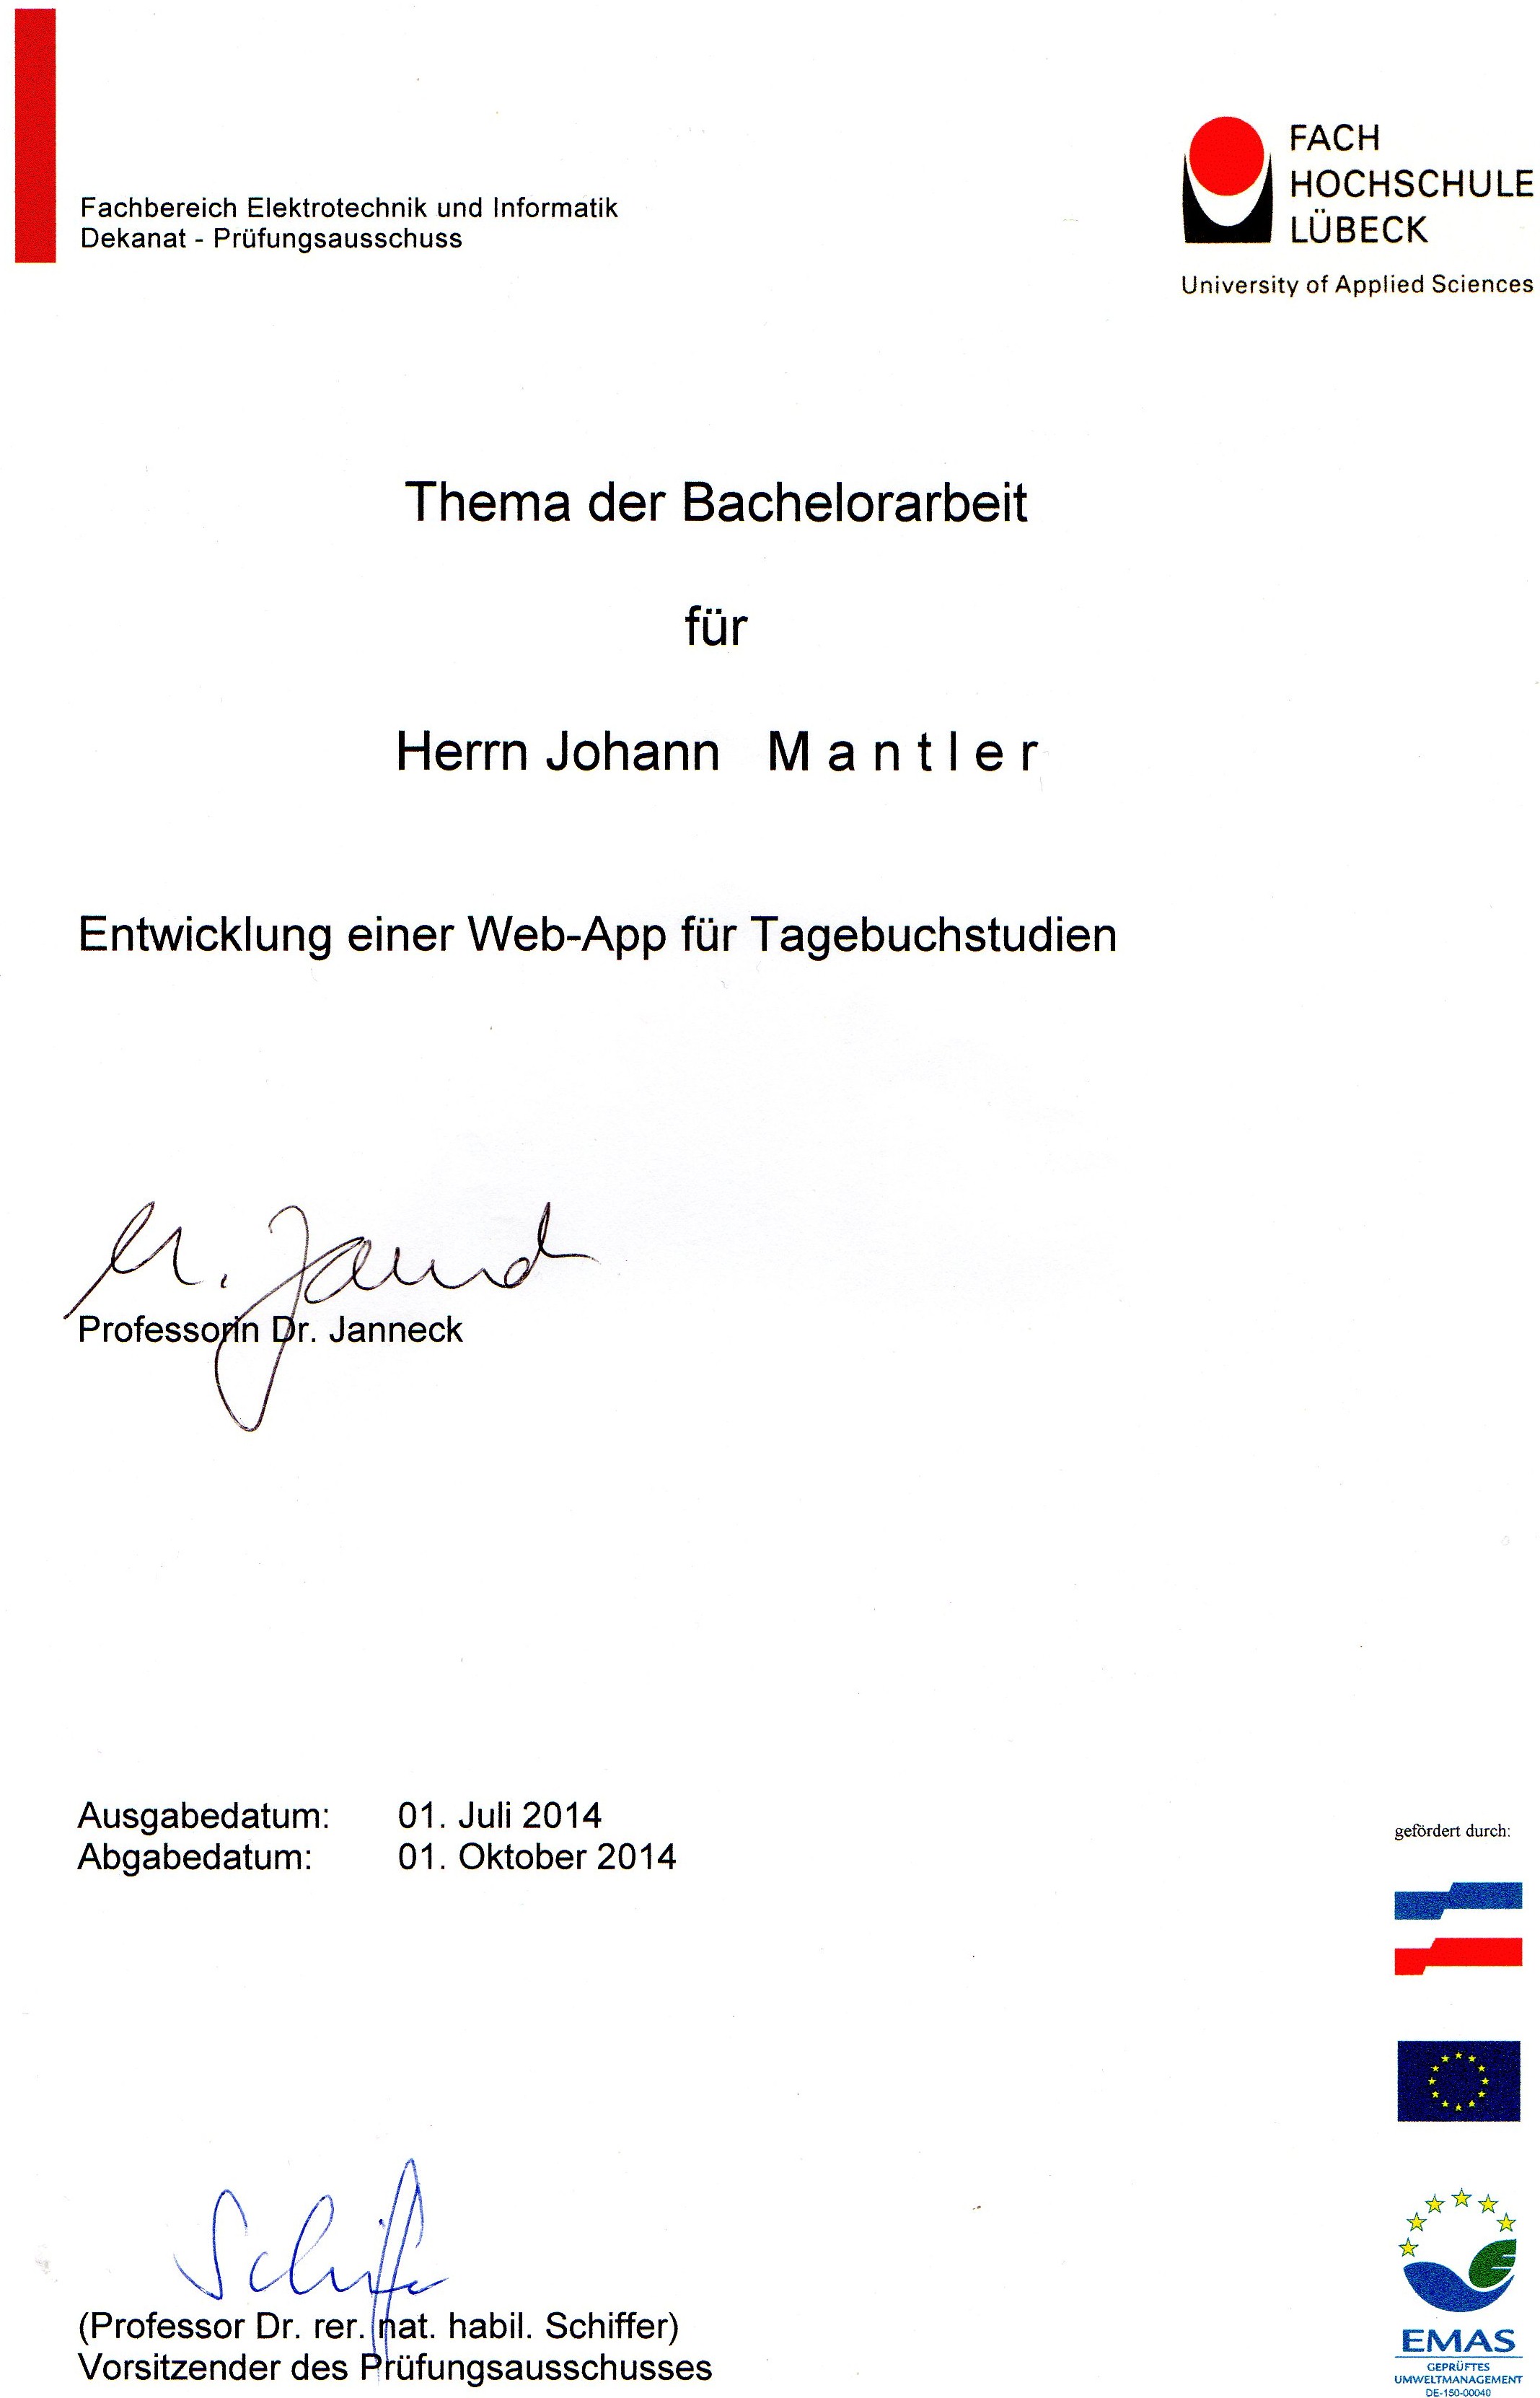 Fachbereich Elektrotechnik und Informatik
Dekanat - Prüfungsausschuss
FACH
HOCHSCHULE
LÜBECK
University of Applied Sciences
Thema der Bachelorarbeit
für
Herrn Johann M a n t l e r
Entwicklung einer Web-App für Tagebuchstudien
M. Janneck
Professorin Dr. Janneck
Ausgabedatum: 01. Juli 2014
Abgabedatum: 01. Oktober 2014
gefördert durch:
Schiffer
(Professor Dr. rer. nat. habil. Schiffer)
Vorsitzender des Prüfungsausschusses
EMAS
GEPRÜFTES
UMWELTMANAGEMENT
DE-150-00040